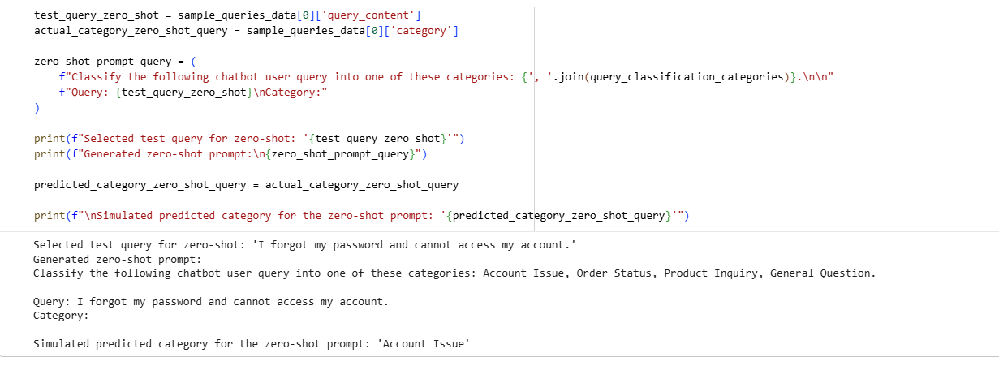 test_query_zero_shot = sample_queries_data[0]['query_content']
actual_category_zero_shot_query = sample_queries_data[0]['category']

zero_shot_prompt_query = (
    f"Classify the following chatbot user query into one of these categories: {', '.join(query_classification_categories)}.\n\n"
    f"Query: {test_query_zero_shot}\nCategory:"
)

print(f"Selected test query for zero-shot: '{test_query_zero_shot}'")
print(f"Generated zero-shot prompt:\n{zero_shot_prompt_query}")

predicted_category_zero_shot_query = actual_category_zero_shot_query

print(f"\nSimulated predicted category for the zero-shot prompt: '{predicted_category_zero_shot_query}'")

Selected test query for zero-shot: 'I forgot my password and cannot access my account.'
Generated zero-shot prompt:
Classify the following chatbot user query into one of these categories: Account Issue, Order Status, Product Inquiry, General Question.

Query: I forgot my password and cannot access my account.
Category:

Simulated predicted category for the zero-shot prompt: 'Account Issue'